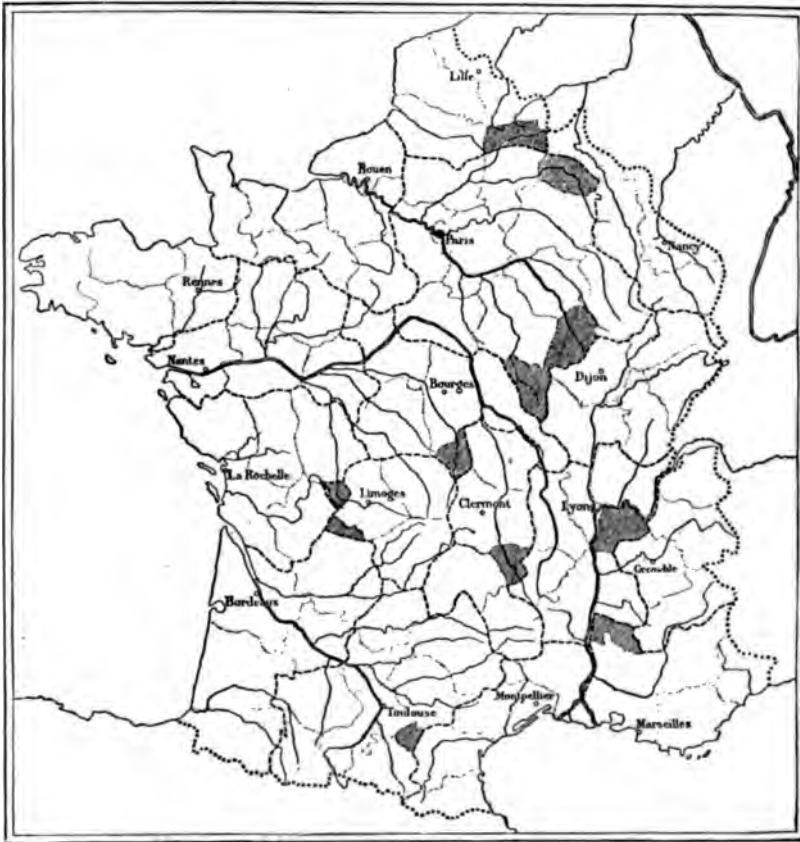 Lille
Rouen
Paris
Nancy
Rennes
Nantes
Bourges
Dijon
La Rochelle
Limoges
Clermont
Lyon
Grenoble
Bordeaux
Toulouse
Montpellier
Marseilles